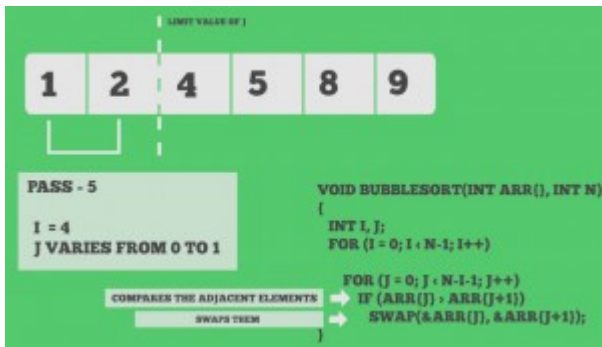 LIMIT VALUE OF J
1 2 4 5 8 9
PASS - 5
I = 4
J VARIES FROM 0 TO 1
VOID BUBBLESORT(INT ARR(), INT N)
{
INT I, J;
FOR (I = 0; I < N-1; I++)
FOR (J = 0; J < N-I-1; J++)
COMPARES THE ADJACENT ELEMENTS
IF (ARR(J) > ARR(J+1))
SWAPS THEM
SWAP(&ARR(J), &ARR(J+1));
}